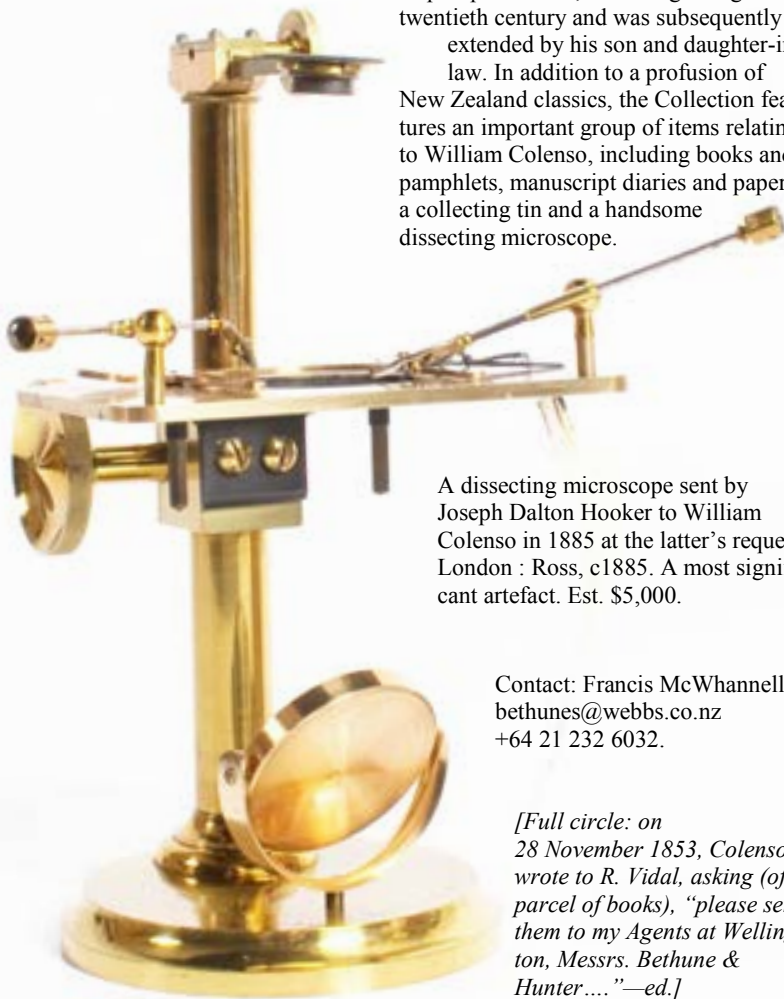 twentieth century and was subsequently
extended by his son and daughter-in-
law. In addition to a profusion of
New Zealand classics, the Collection fea
tures an important group of items relatin
to William Colenso, including books and
pamphlets, manuscript diaries and paper
a collecting tin and a handsome
dissecting microscope.
A dissecting microscope sent by
Joseph Dalton Hooker to William
Colenso in 1885 at the latter's reque
London : Ross, c1885. A most signi
cant artefact. Est. $5,000.
Contact: Francis McWhannell
bethunes@webbs.co.nz
+64 21 232 6032.
[Full circle: on
28 November 1853, Colenso
wrote to R. Vidal, asking (of
parcel of books), “please se
them to my Agents at Welling
ton, Messrs. Bethune &
Hunter….”—ed.]